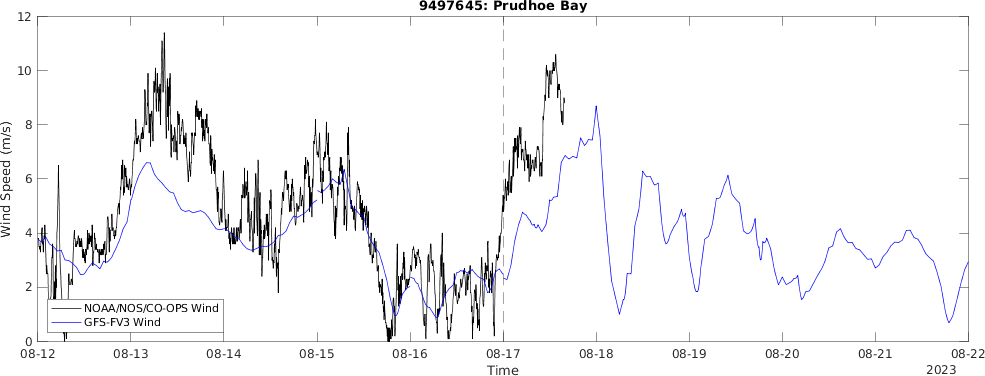 9497645: Prudhoe Bay
12
10
8
6
4
2
0
Wind Speed (m/s)
NOAA/NOS/CO-OPS Wind
GFS-FV3 Wind
08-12 08-13 08-14 08-15 08-16 08-17 08-18 08-19 08-20 08-21 08-22
Time
2023